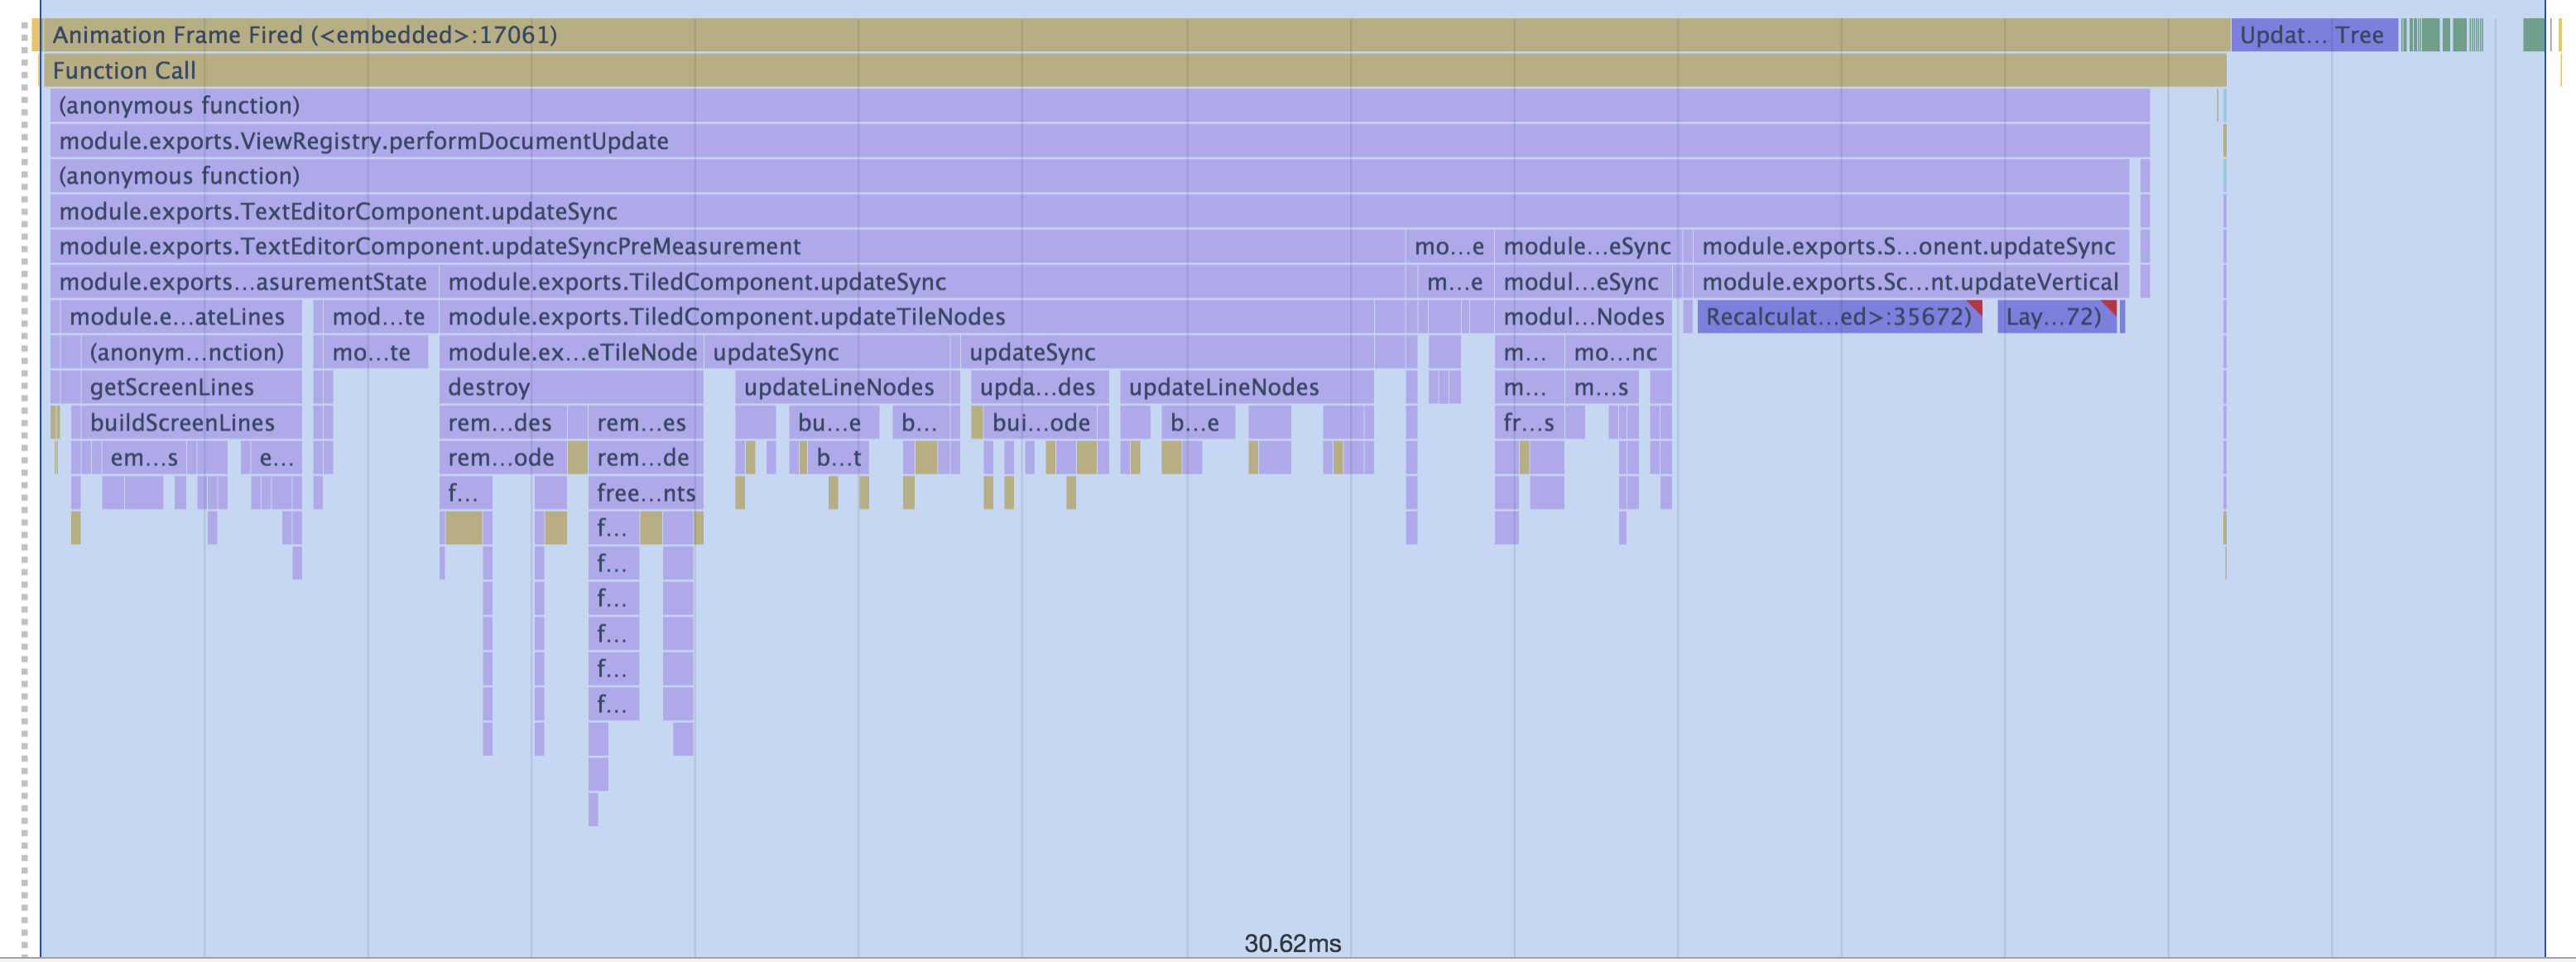 Animation Frame Fired (<embedded>:17061) Updat... Tree
Function Call
(anonymous function)
module.exports.ViewRegistry.performDocumentUpdate
(anonymous function)
module.exports.TextEditorComponent.updateSync
module.exports.TextEditorComponent.updateSyncPreMeasurement mo...e module...eSync module.exports.S...onent.updateSync
module.exports...asurementState module.exports.TiledComponent.updateSync m...e modul...eSync module.exports.Sc...nt.updateVertical
module.e...ateLines mod...te module.exports.TiledComponent.updateTileNodes modul...Nodes Recalculat...ed>:35672) Lay...72)
(anonym...nction) mo...te module.ex...eTileNode updateSync updateSync m... mo...nc
getScreenLines destroy updateLineNodes upda...des updateLineNodes m... m...s
buildScreenLines rem...des rem...es bu...e b... bui...ode b...e fr...s
em...s e... rem...ode rem...de b...t
f... free...nts
f...
f...
f...
f...
f...
f...
30.62ms